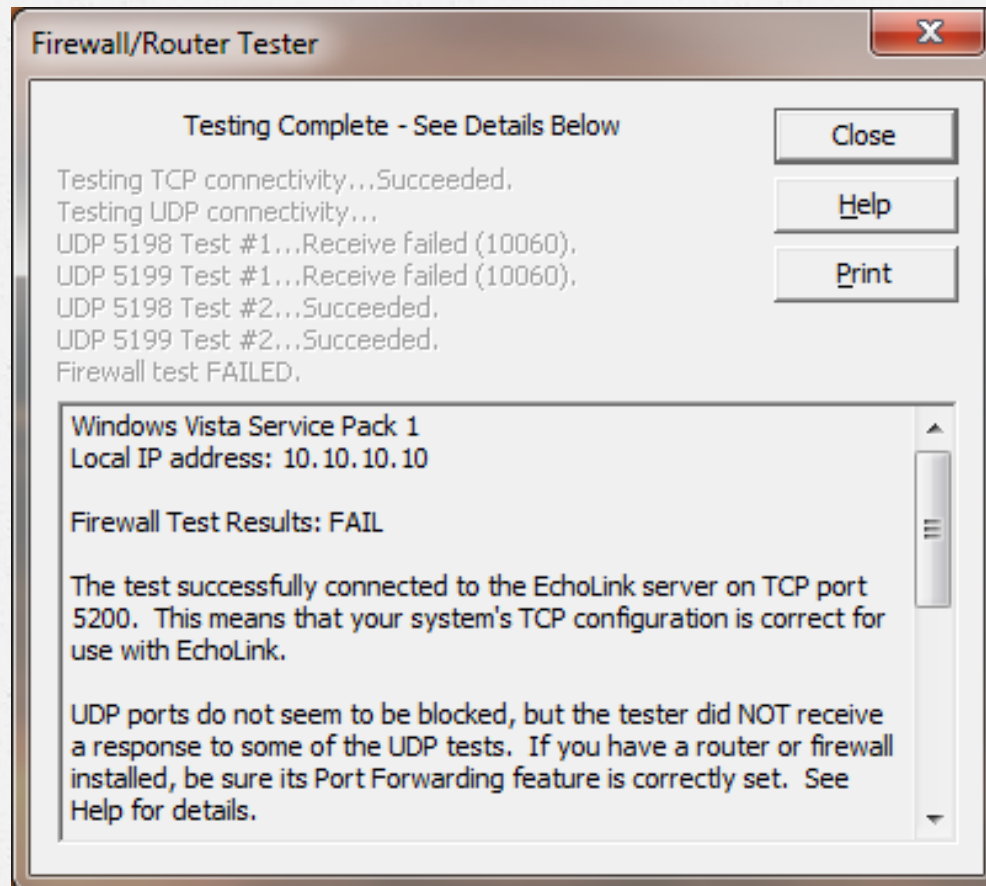 Firewall/Router Tester
Testing Complete - See Details Below
Close
Testing TCP connectivity...Succeeded.
Testing UDP connectivity...
Help
UDP 5198 Test #1...Receive failed (10060).
UDP 5199 Test #1...Receive failed (10060).
Print
UDP 5198 Test #2...Succeeded.
UDP 5199 Test #2...Succeeded.
Firewall test FAILED.
Windows Vista Service Pack 1
Local IP address: 10.10.10.10
Firewall Test Results: FAIL
The test successfully connected to the EchoLink server on TCP port
5200.  This means that your system's TCP configuration is correct for
use with EchoLink.
UDP ports do not seem to be blocked, but the tester did NOT receive
a response to some of the UDP tests.  If you have a router or firewall
installed, be sure its Port Forwarding feature is correctly set.  See
Help for details.